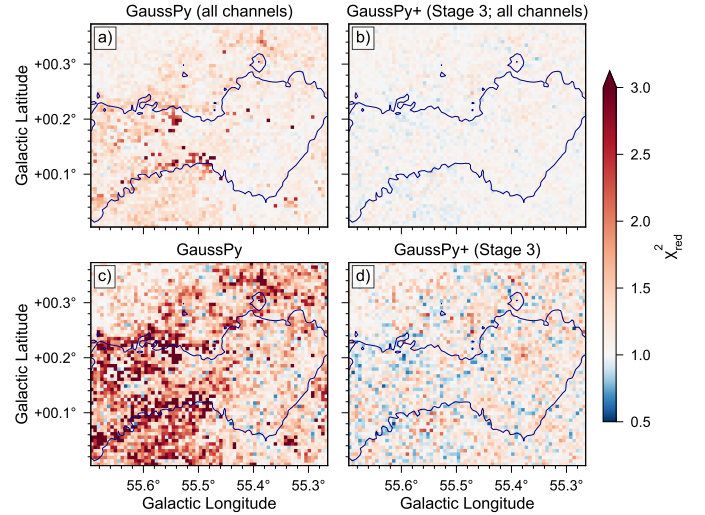 GaussPy (all channels) GaussPy+ (Stage 3; all channels)
a) b)
+00.3°
+00.2°
+00.1°
Galactic Latitude
3.0
2.5
2.0
1.5
1.0
0.5
χ²red
GaussPy GaussPy+ (Stage 3)
c) d)
+00.3°
+00.2°
+00.1°
Galactic Latitude
55.6° 55.5° 55.4° 55.3° 55.6° 55.5° 55.4° 55.3°
Galactic Longitude Galactic Longitude